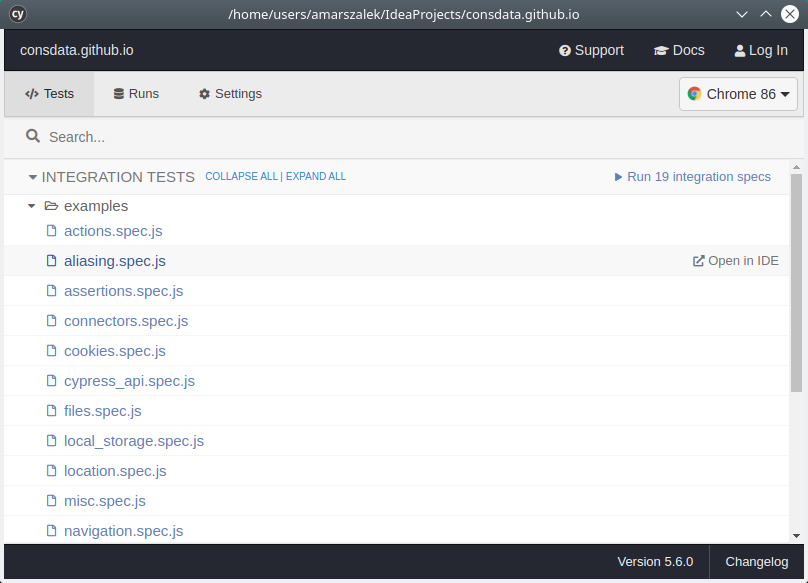 cy /home/users/amarszalek/IdeaProjects/consdata.github.io
consdata.github.io Support Docs Log In
Tests Runs Settings Chrome 86
Search...
INTEGRATION TESTS COLLAPSE ALL | EXPAND ALL Run 19 integration specs
examples
actions.spec.js
aliasing.spec.js Open in IDE
assertions.spec.js
connectors.spec.js
cookies.spec.js
cypress_api.spec.js
files.spec.js
local_storage.spec.js
location.spec.js
misc.spec.js
navigation.spec.js
Version 5.6.0 Changelog